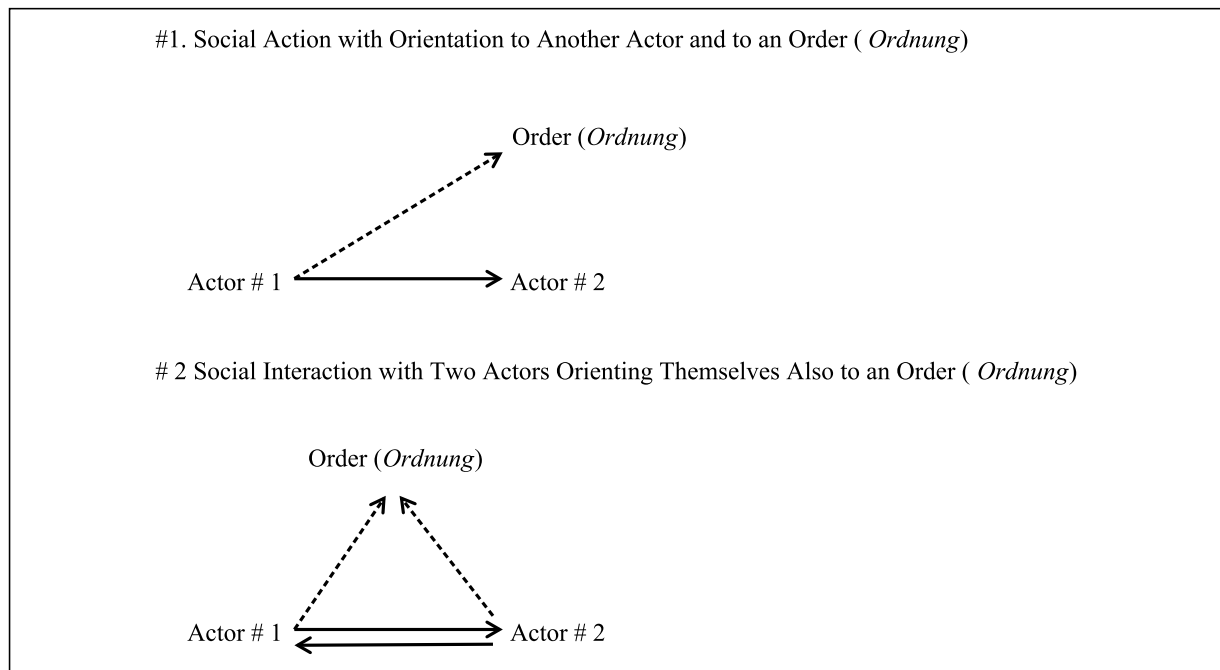 #1. Social Action with Orientation to Another Actor and to an Order ( Ordnung)
Order (Ordnung)
Actor # 1
Actor # 2
# 2 Social Interaction with Two Actors Orienting Themselves Also to an Order ( Ordnung)
Order (Ordnung)
Actor # 1
Actor # 2